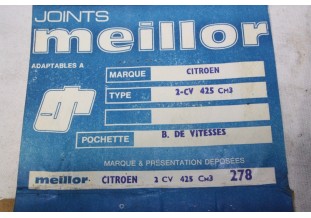 JOINTS
meillor
ADAPTABLES A
MARQUE CITROEN
TYPE 2-CV 425 CM3
POCHETTE B. DE VITESSES
MARQUE & PRÉSENTATION DÉPOSÉES
meillor CITROEN 2 CV 425 CM3 278